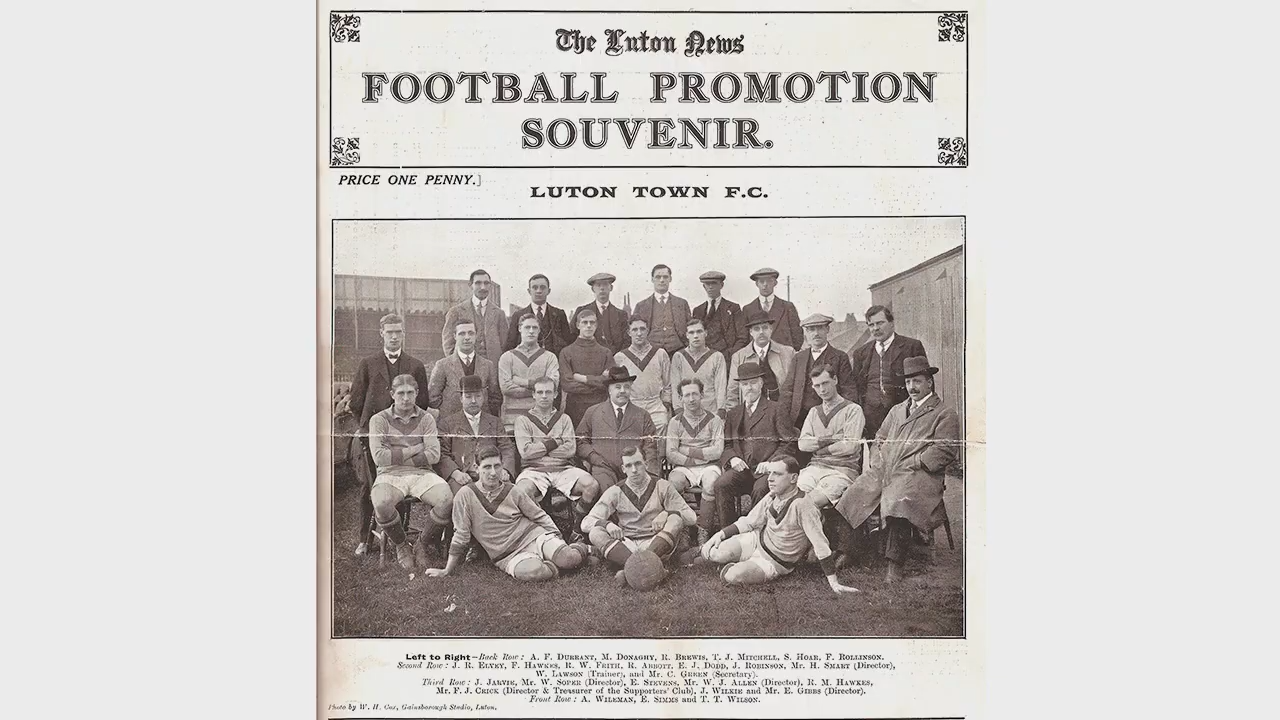 The Luton News
FOOTBALL PROMOTION
SOUVENIR.
PRICE ONE PENNY.]
LUTON TOWN F.C.
Left to Right—Back Row : A. F. DURRANT, M. DONAGHY, R. BREWIS, T. J. MITCHELL, S. HOAR, F. ROLLINSON.
Second Row : J. R. ELVEY, F. HAWKES, R. W. FRITH, R. ABBOTT, E. J. DODD, J. ROBINSON, Mr. H. SMART (Director),
W. LAWSON (Trainer), and Mr. C. GREEN (Secretary).
Third Row : J. JARVIE, Mr. W. SOPER (Director), E. STEVENS, Mr. W. J. ALLEN (Director), R. M. HAWKES,
Mr. F. J. CRICK (Director & Treasurer of the Supporters' Club), J. WILKIE and Mr. E. GIBBS (Director).
Front Row : A. WILEMAN, E. SIMMS and T. T. WILSON.
Photo by W. H. Cox, Gainsborough Studio, Luton.